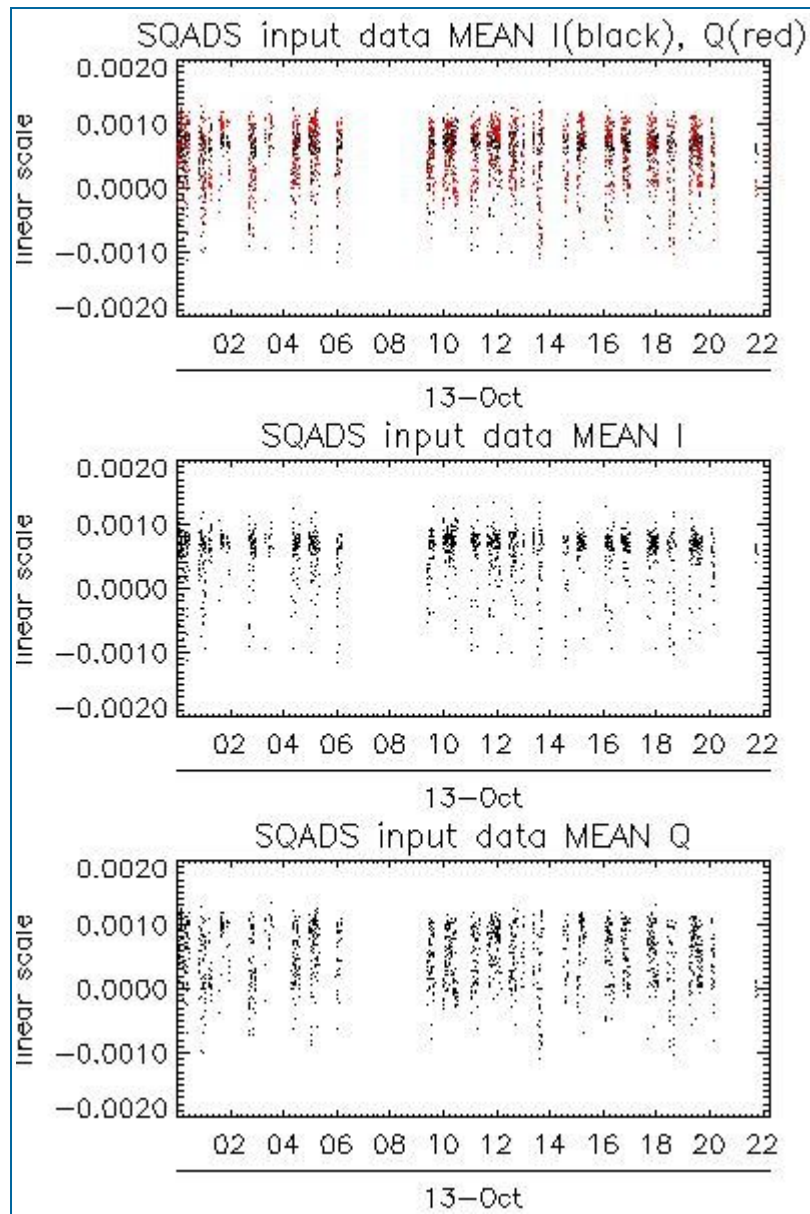 SQADS input data MEAN I(black), Q(red)
linear scale
0.0020
0.0010
0.0000
−0.0010
−0.0020
02 04 06 08 10 12 14 16 18 20 22
13−Oct
SQADS input data MEAN I
linear scale
0.0020
0.0010
0.0000
−0.0010
−0.0020
02 04 06 08 10 12 14 16 18 20 22
13−Oct
SQADS input data MEAN Q
linear scale
0.0020
0.0010
0.0000
−0.0010
−0.0020
02 04 06 08 10 12 14 16 18 20 22
13−Oct